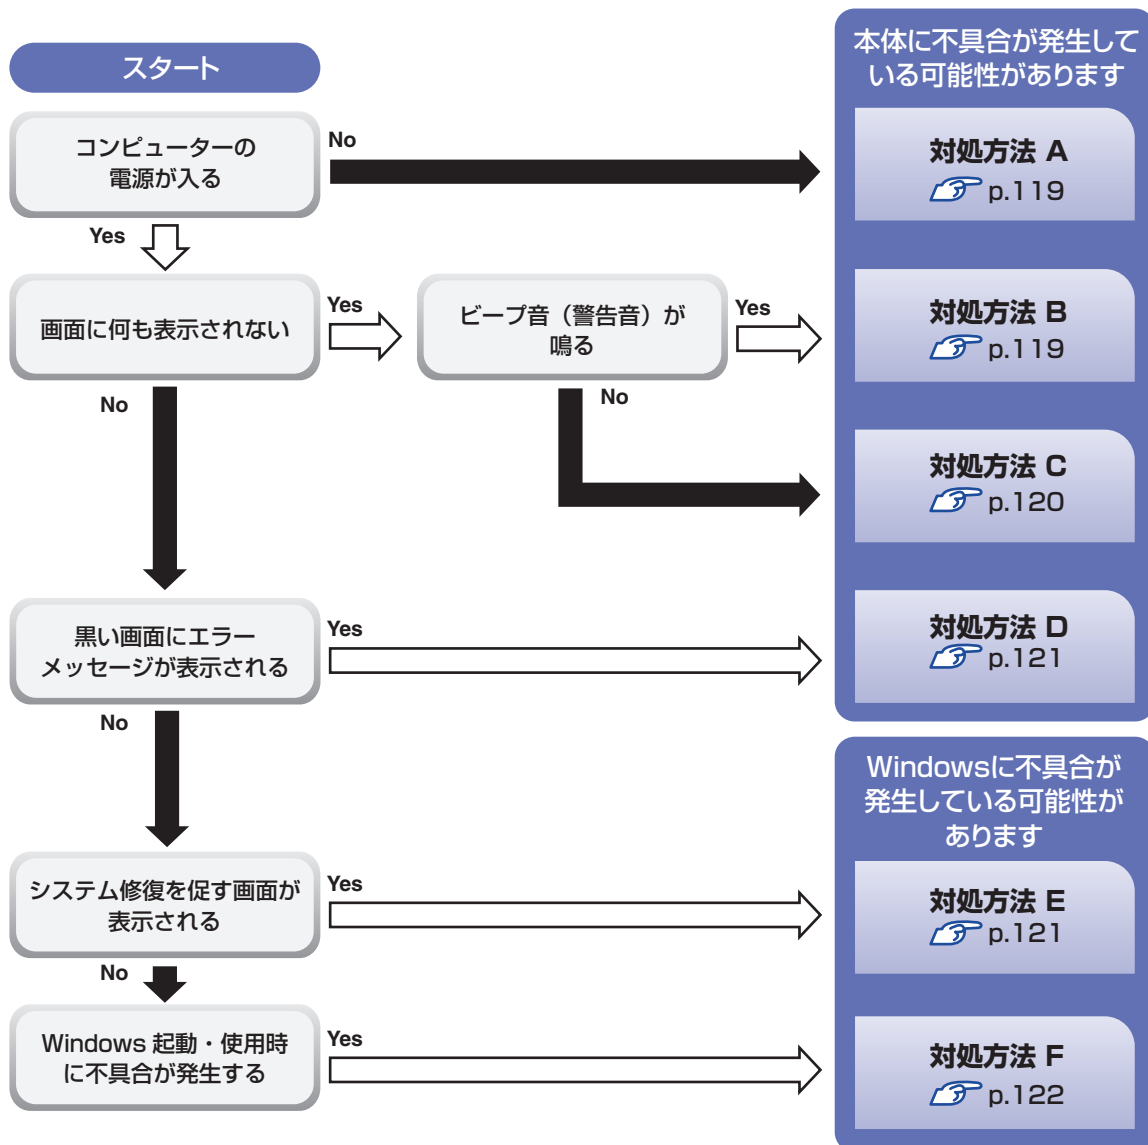 スタート
コンピューターの
電源が入る
No
Yes
画面に何も表示されない
Yes
ビープ音（警告音）が
鳴る
Yes
No
No
黒い画面にエラー
メッセージが表示される
Yes
No
システム修復を促す画面が
表示される
Yes
No
Windows 起動・使用時
に不具合が発生する
Yes
本体に不具合が発生して
いる可能性があります
対処方法 A
p.119
対処方法 B
p.119
対処方法 C
p.120
対処方法 D
p.121
Windowsに不具合が
発生している可能性が
あります
対処方法 E
p.121
対処方法 F
p.122